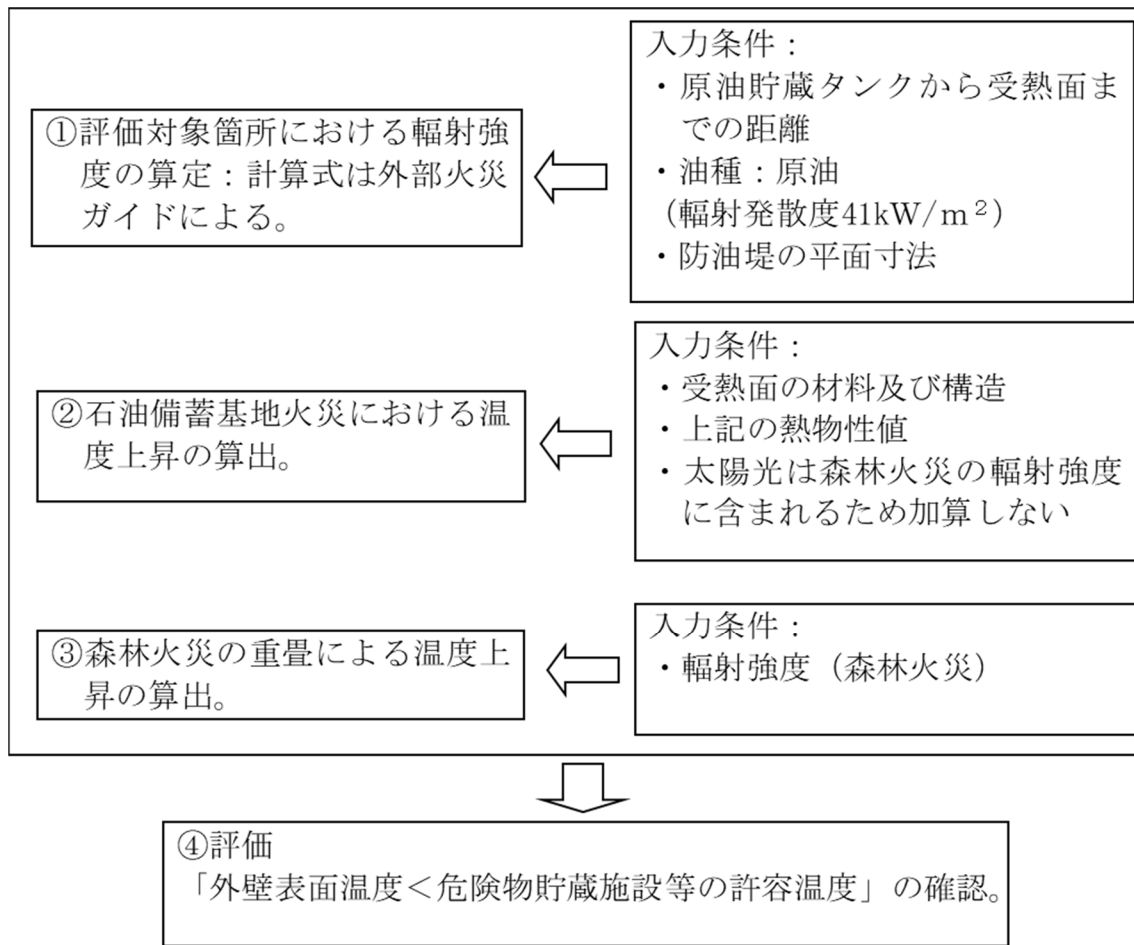 ①評価対象箇所における輻射強
度の算定：計算式は外部火災
ガイドによる。
入力条件：
・原油貯蔵タンクから受熱面ま
での距離
・油種：原油
（輻射発散度41kW/m²）
・防油堤の平面寸法
②石油備蓄基地火災における温
度上昇の算出。
入力条件：
・受熱面の材料及び構造
・上記の熱物性値
・太陽光は森林火災の輻射強度
に含まれるため加算しない
③森林火災の重畳による温度上
昇の算出。
入力条件：
・輻射強度（森林火災）
④評価
「外壁表面温度＜危険物貯蔵施設等の許容温度」の確認。